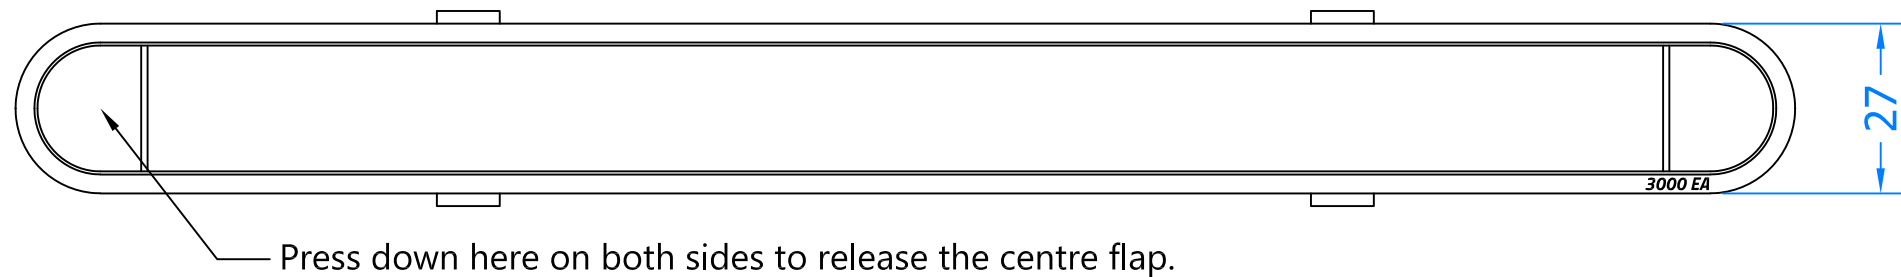 27
3000 EA
Press down here on both sides to release the centre flap.